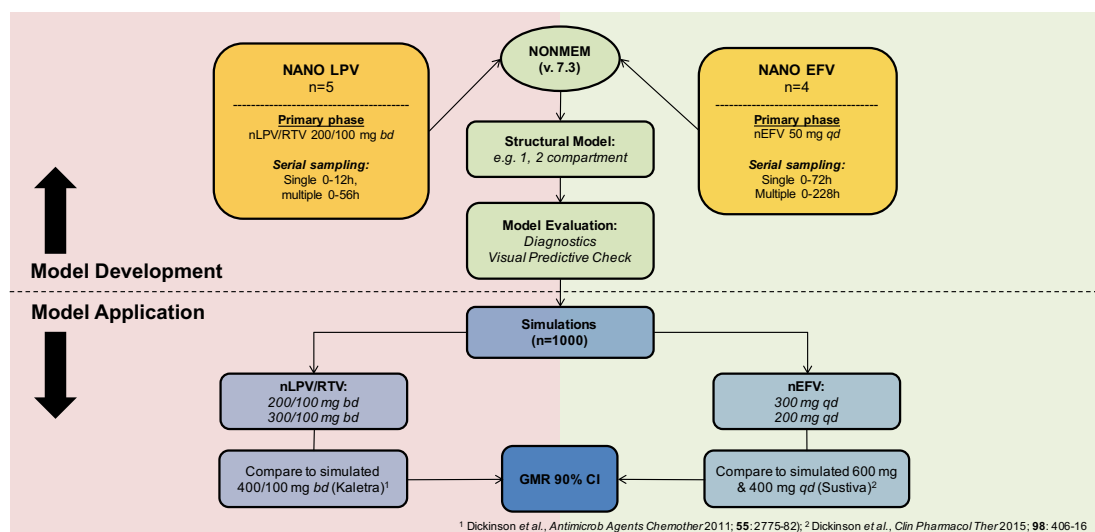 NONMEM
(v. 7.3)
NANO LPV
n=5
Primary phase
nLPV/RTV 200/100 mg bd
Serial sampling:
Single 0-12h,
multiple 0-56h
NANO EFV
n=4
Primary phase
nEFV 50 mg qd
Serial sampling:
Single 0-72h
Multiple 0-228h
Structural Model:
e.g. 1, 2 compartment
Model Evaluation:
Diagnostics
Visual Predictive Check
Model Development
Model Application
Simulations
(n=1000)
nLPV/RTV:
200/100 mg bd
300/100 mg bd
nEFV:
300 mg qd
200 mg qd
Compare to simulated
400/100 mg bd (Kaletra)¹
GMR 90% CI
Compare to simulated 600 mg
& 400 mg qd (Sustiva)²
¹ Dickinson et al., Antimicrob Agents Chemother 2011; 55: 2775-82); ² Dickinson et al., Clin Pharmacol Ther 2015; 98: 406-16